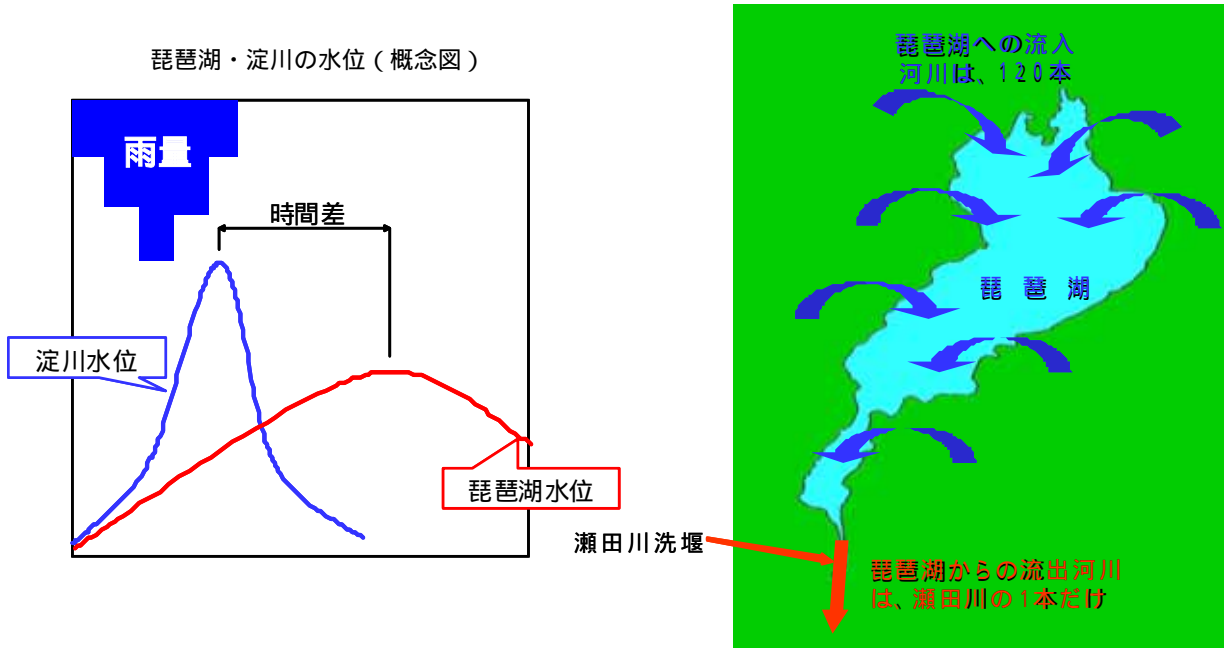 琵琶湖・淀川の水位(概念図)
雨量
時間差
淀川水位
琵琶湖水位
琵琶湖への流入
河川は、120本
琵琶湖
瀬田川洗堰
琵琶湖からの流出河川
は、瀬田川の1本だけ